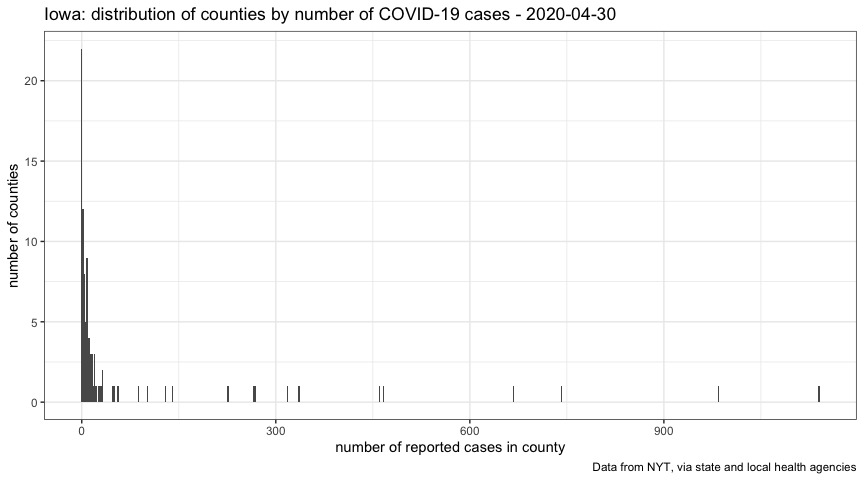 Iowa: distribution of counties by number of COVID-19 cases - 2020-04-30
number of counties
20
15
10
5
0
0 300 600 900
number of reported cases in county
Data from NYT, via state and local health agencies